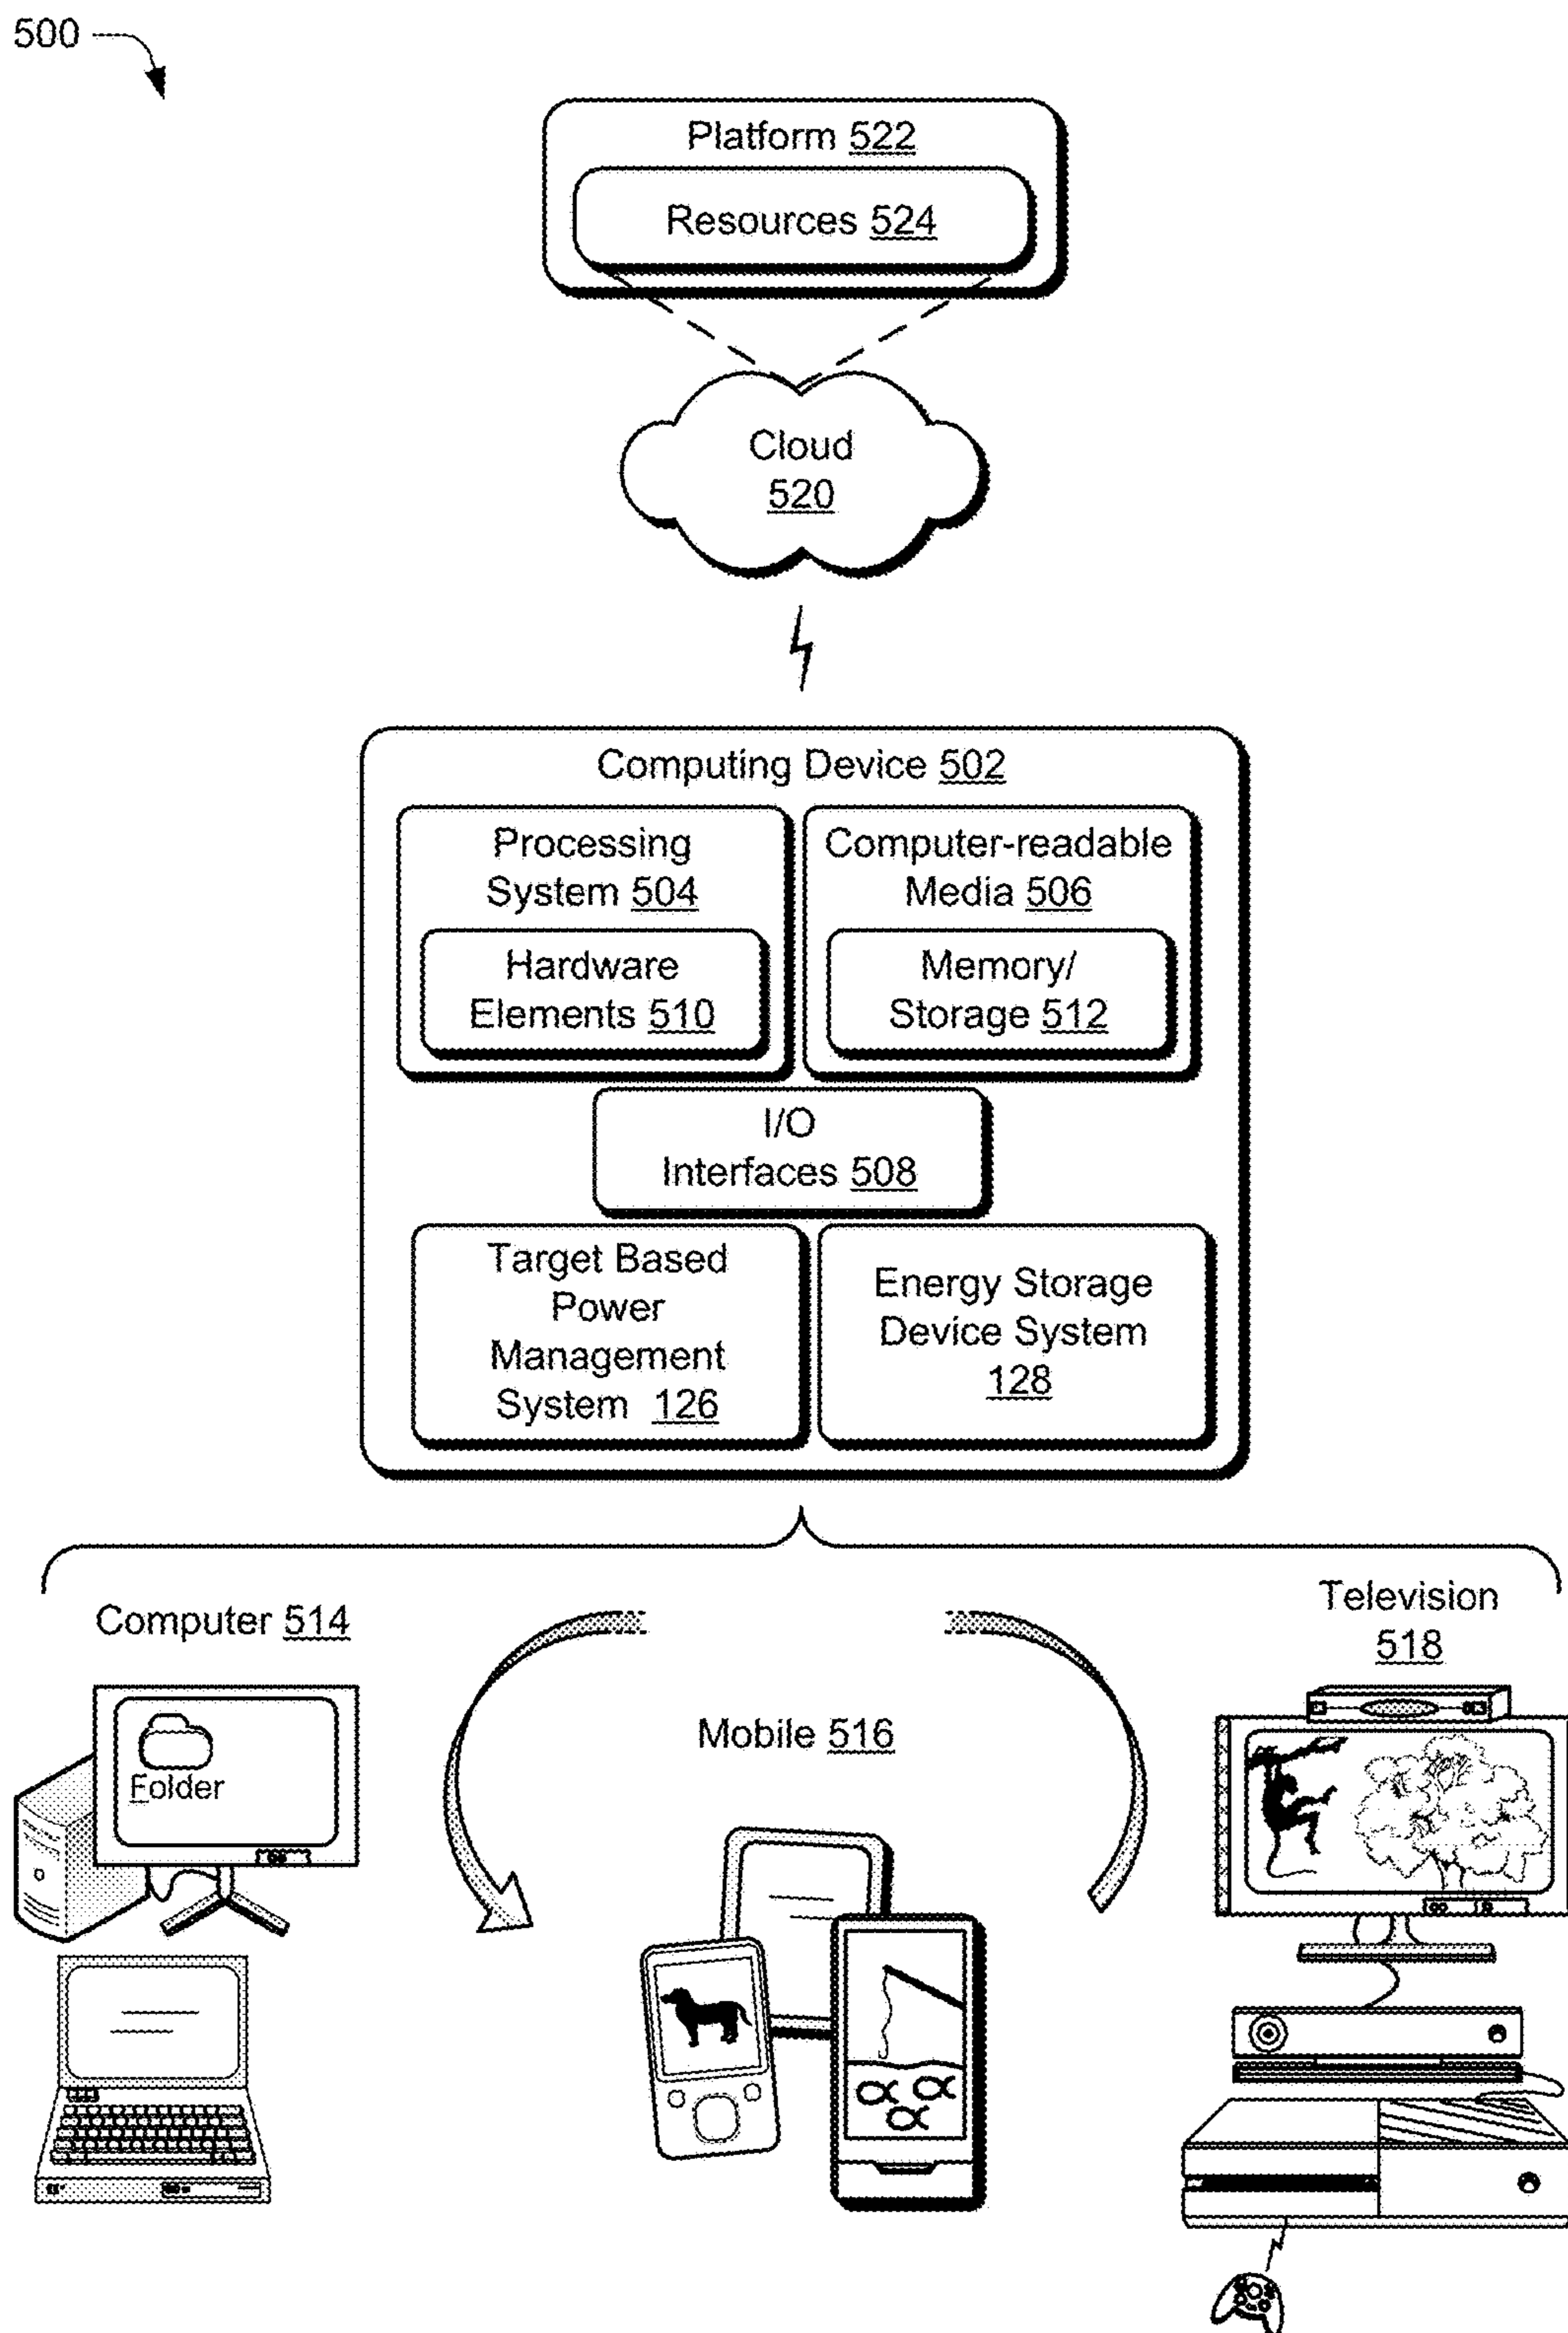 500
Platform 522
Resources 524
Cloud
520
Computing Device 502
Processing
System 504
Computer-readable
Media 506
Hardware
Elements 510
Memory/
Storage 512
I/O
Interfaces 508
Target Based
Power
Management
System 126
Energy Storage
Device System
128
Computer 514
Television
518
Mobile 516
Folder